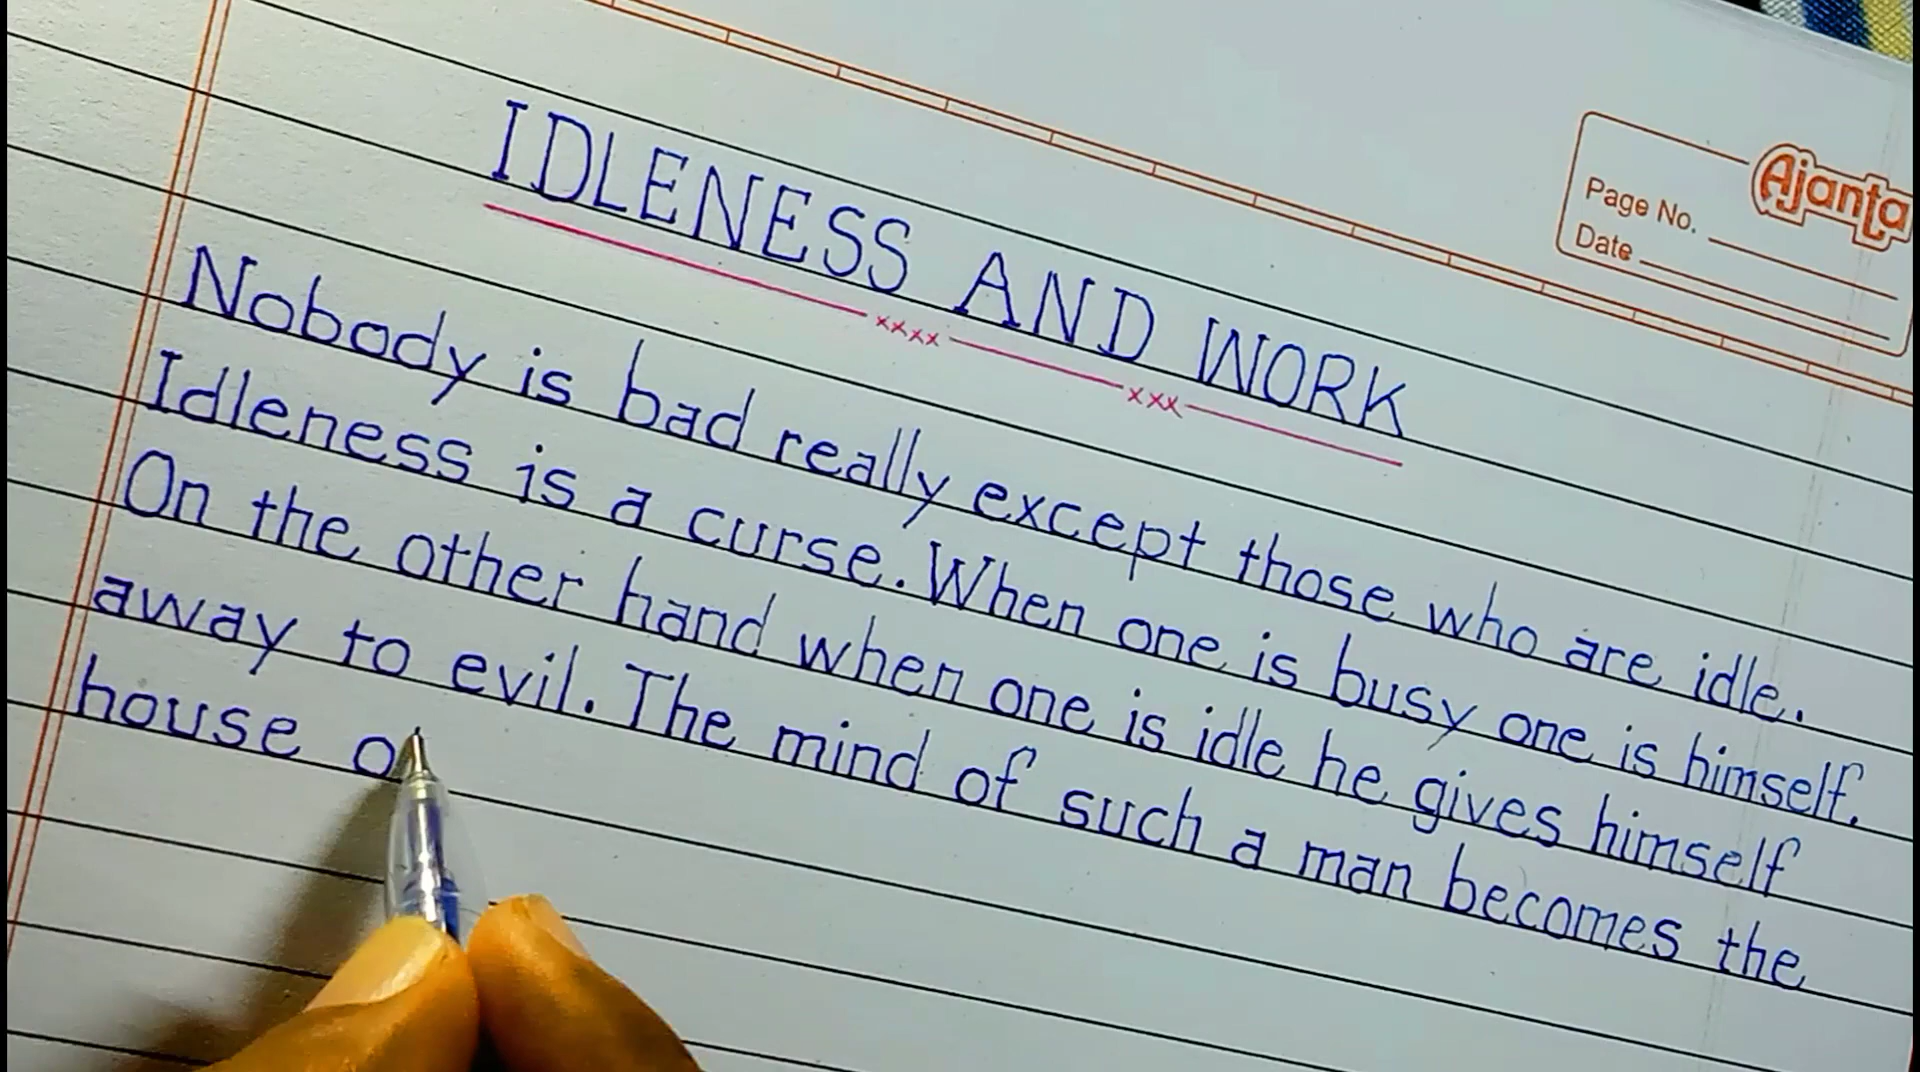 Ajanta
Page No.
Date
IDLENESS AND WORK
xxxx xxx
Nobody is bad really except those who are idle.
Idleness is a curse. When one is busy one is himself.
On the other hand when one is idle he gives himself
away to evil. The mind of such a man becomes the
house o